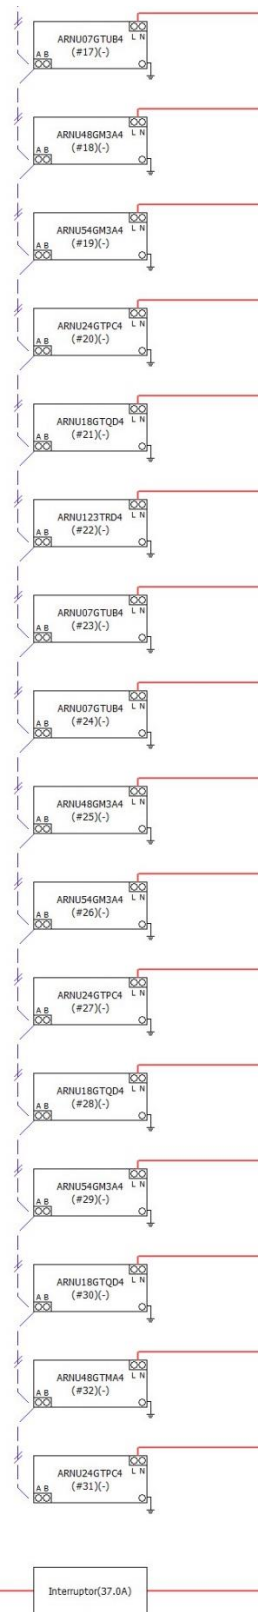 ARNU07GTUB4
(#17)(-)
L N
A B
ARNU48GM3A4
(#18)(-)
L N
A B
ARNU54GM3A4
(#19)(-)
L N
A B
ARNU24GTPC4
(#20)(-)
L N
A B
ARNU18GTQD4
(#21)(-)
L N
A B
ARNU123TRD4
(#22)(-)
L N
A B
ARNU07GTUB4
(#23)(-)
L N
A B
ARNU07GTUB4
(#24)(-)
L N
A B
ARNU48GM3A4
(#25)(-)
L N
A B
ARNU54GM3A4
(#26)(-)
L N
A B
ARNU24GTPC4
(#27)(-)
L N
A B
ARNU18GTQD4
(#28)(-)
L N
A B
ARNU54GM3A4
(#29)(-)
L N
A B
ARNU18GTQD4
(#30)(-)
L N
A B
ARNU48GTMA4
(#32)(-)
L N
A B
ARNU24GTPC4
(#31)(-)
L N
A B
Interruptor(37.0A)